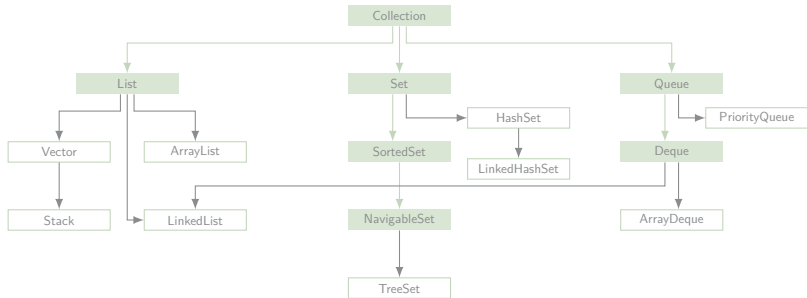 Collection
List
Set
Queue
HashSet
PriorityQueue
Vector
ArrayList
SortedSet
Deque
LinkedHashSet
Stack
LinkedList
NavigableSet
ArrayDeque
TreeSet